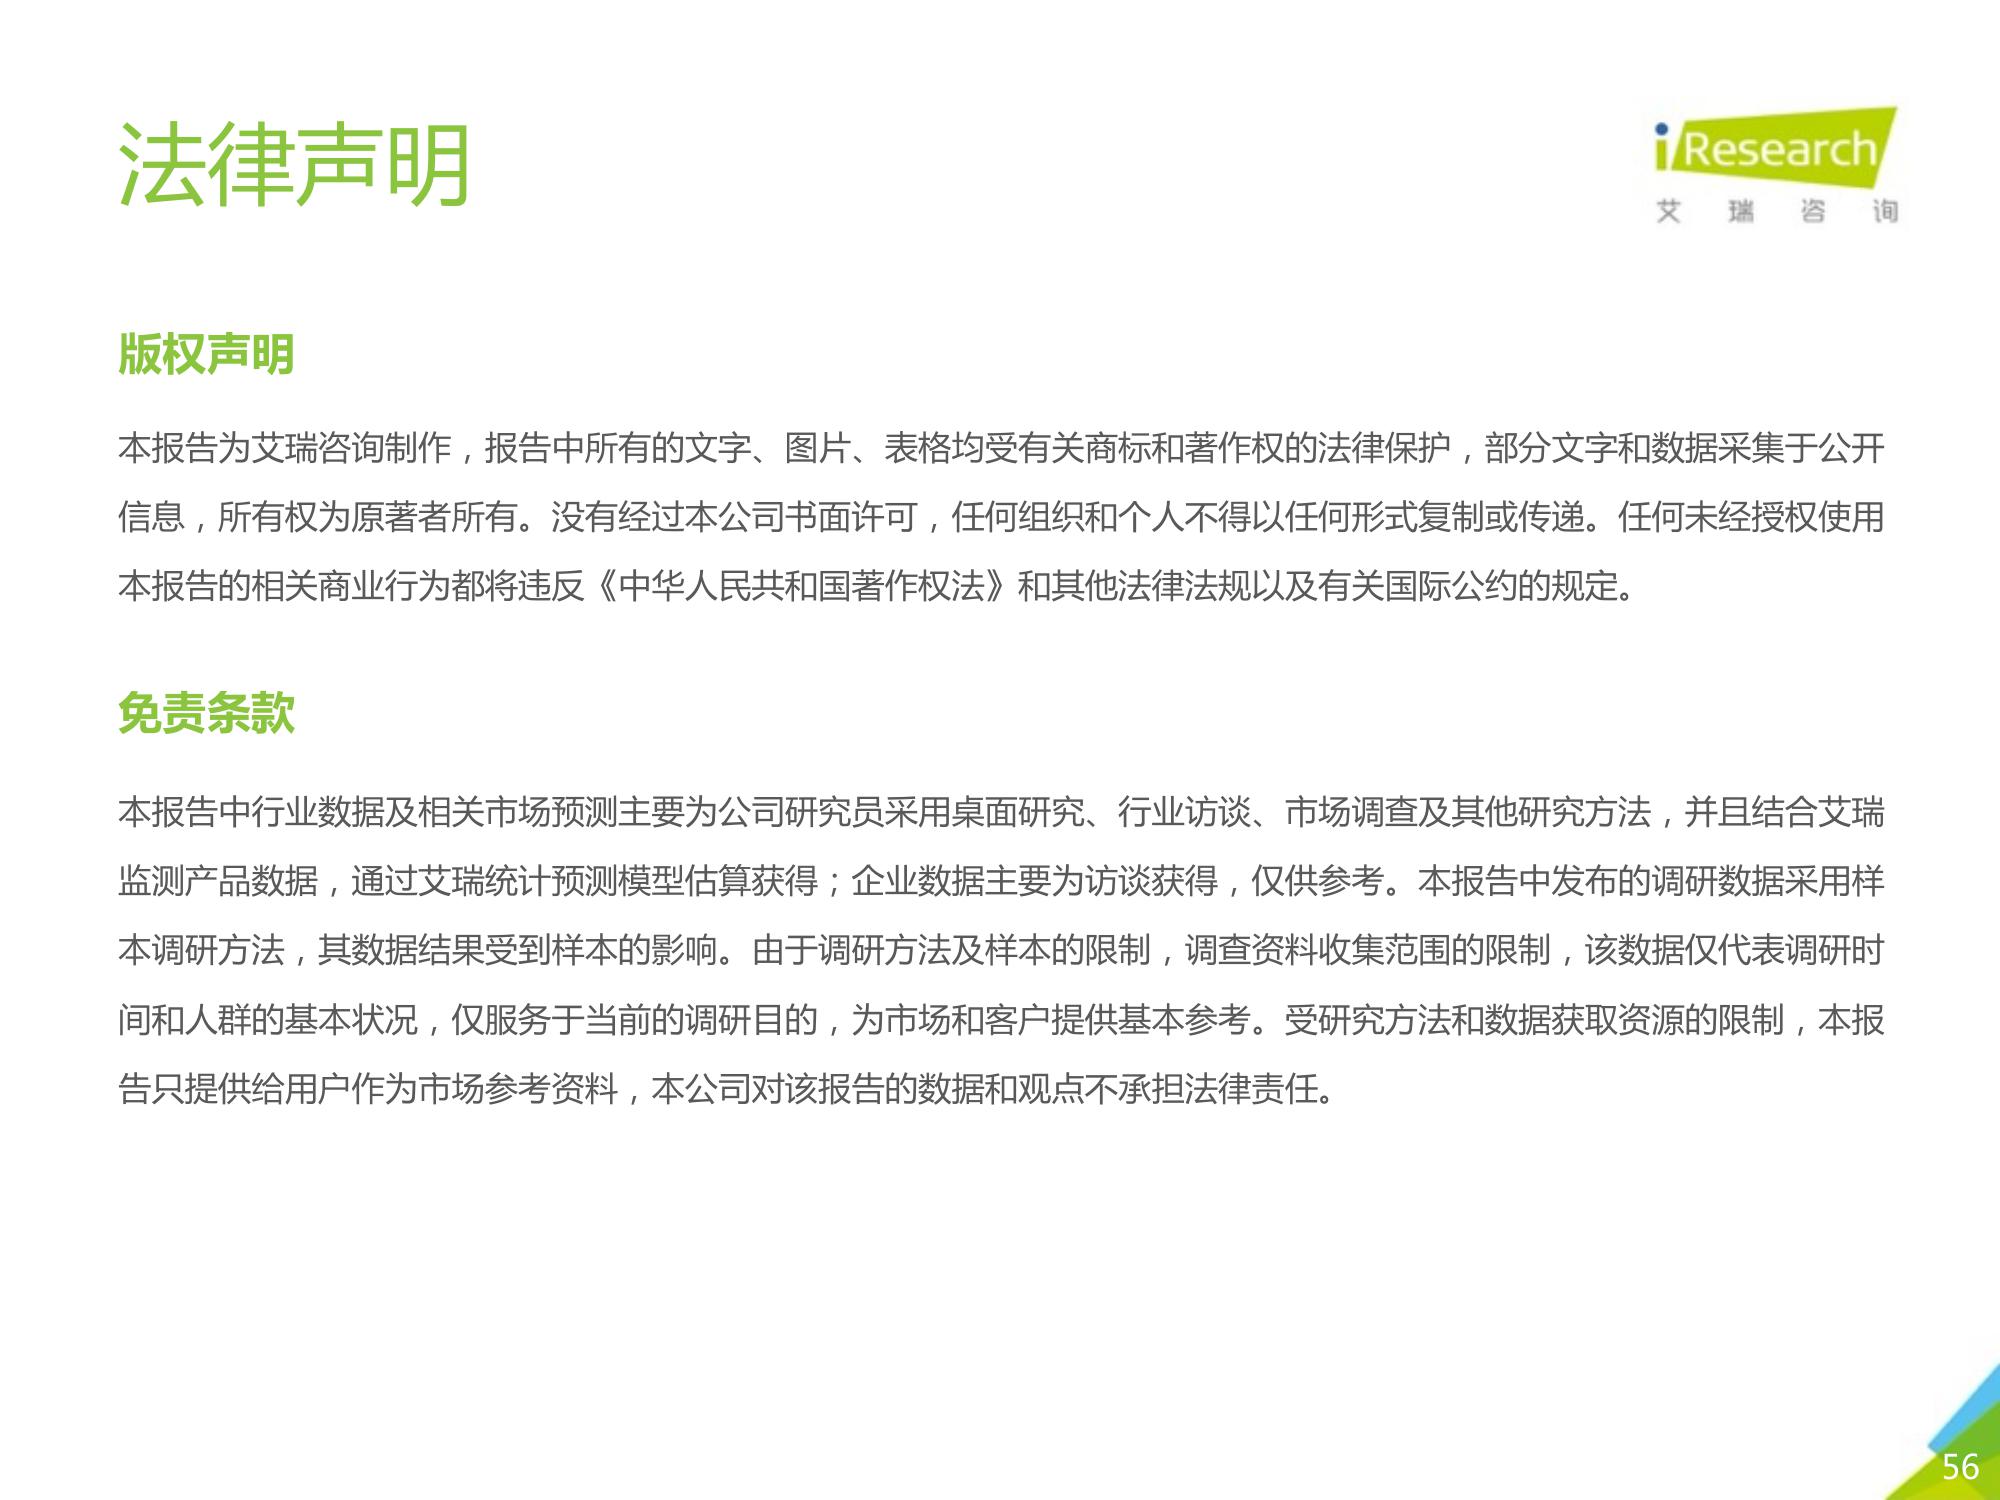 法律声明
iResearch
艾瑞咨询
版权声明
本报告为艾瑞咨询制作，报告中所有的文字、图片、表格均受有关商标和著作权的法律保护，部分文字和数据采集于公开
信息，所有权为原著者所有。没有经过本公司书面许可，任何组织和个人不得以任何形式复制或传递。任何未经授权使用
本报告的相关商业行为都将违反《中华人民共和国著作权法》和其他法律法规以及有关国际公约的规定。
免责条款
本报告中行业数据及相关市场预测主要为公司研究员采用桌面研究、行业访谈、市场调查及其他研究方法，并且结合艾瑞
监测产品数据，通过艾瑞统计预测模型估算获得；企业数据主要为访谈获得，仅供参考。本报告中发布的调研数据采用样
本调研方法，其数据结果受到样本的影响。由于调研方法及样本的限制，调查资料收集范围的限制，该数据仅代表调研时
间和人群的基本状况，仅服务于当前的调研目的，为市场和客户提供基本参考。受研究方法和数据获取资源的限制，本报
告只提供给用户作为市场参考资料，本公司对该报告的数据和观点不承担法律责任。
56